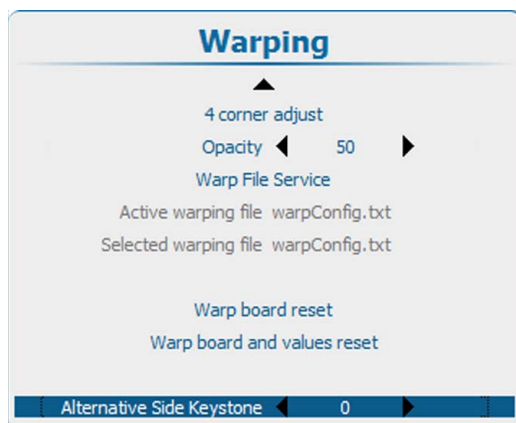 Warping
4 corner adjust
Opacity 50
Warp File Service
Active warping file warpConfig.txt
Selected warping file warpConfig.txt
Warp board reset
Warp board and values reset
Alternative Side Keystone 0